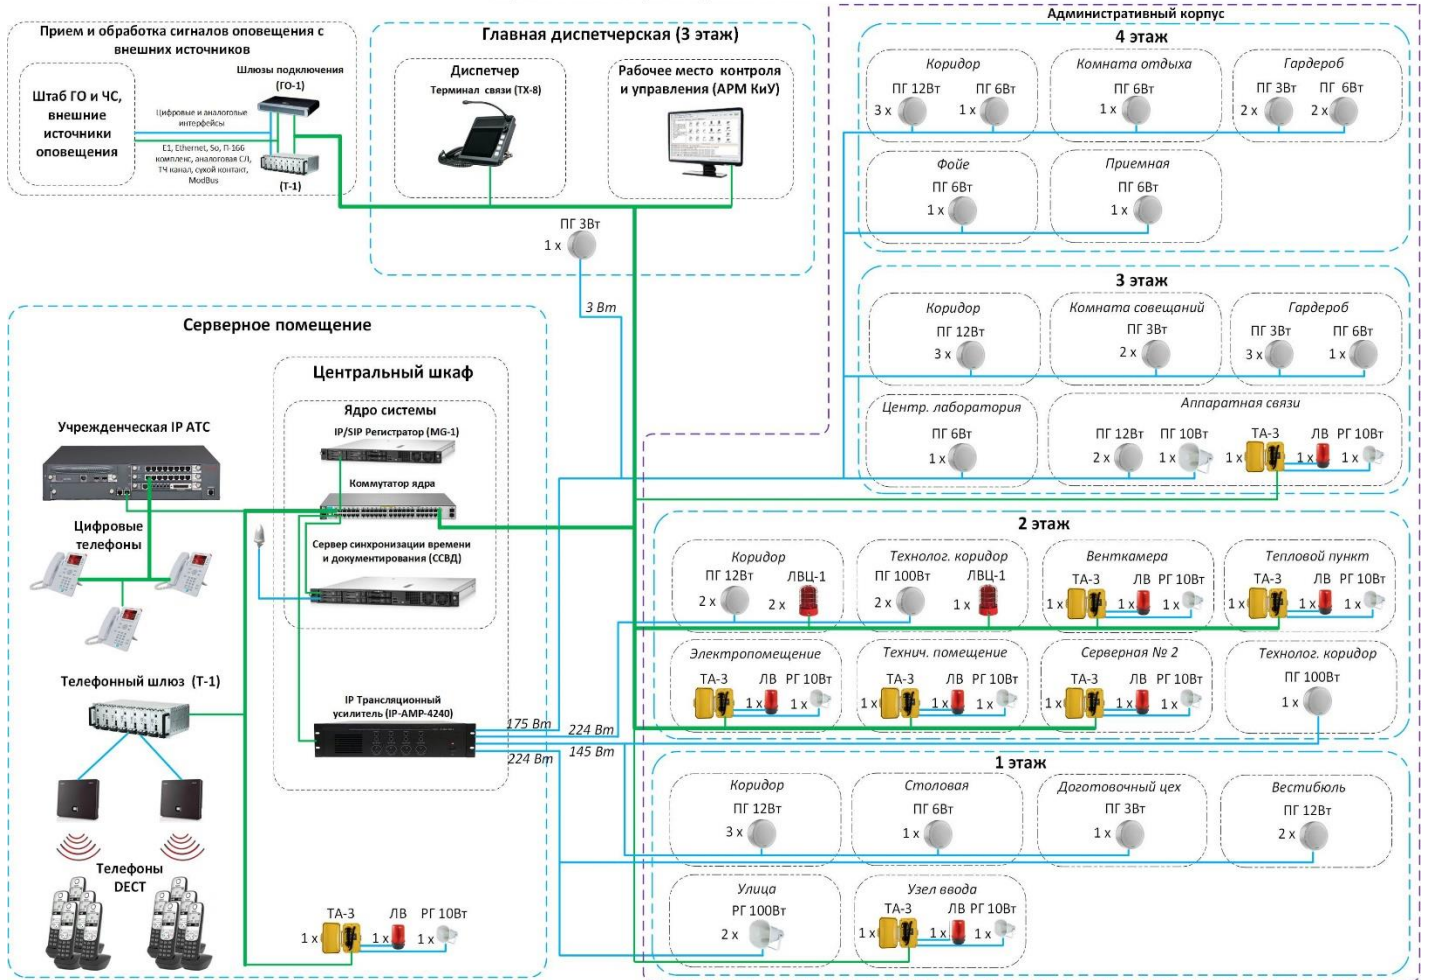 Прием и обработка сигналов оповещения с
внешних источников
Штаб ГО и ЧС,
внешние
источники
оповещения
Шлюзы подключения
(ГО-1)
Цифровые и аналоговые
интерфейсы
E1, Ethernet, So, П-166
комплекс, аналоговая СЛ,
ТЧ канал, сухой контакт,
ModBus
(Т-1)
Главная диспетчерская (3 этаж)
Диспетчер
Терминал связи (TX-8)
Рабочее место контроля
и управления (АРМ КиУ)
ПГ 3Вт
1 x
3 Вт
Административный корпус
4 этаж
Коридор
ПГ 12Вт ПГ 6Вт
3 x 1 x
Комната отдыха
ПГ 6Вт
1 x
Гардероб
ПГ 3Вт ПГ 6Вт
2 x 2 x
Фойе
ПГ 6Вт
1 x
Приемная
ПГ 6Вт
1 x
3 этаж
Коридор
ПГ 12Вт
3 x
Комната совещаний
ПГ 3Вт
2 x
Гардероб
ПГ 3Вт ПГ 6Вт
3 x 1 x
Центр. лаборатория
ПГ 6Вт
1 x
Аппаратная связи
ПГ 12Вт ПГ 10Вт ТА-3 ЛВ РГ 10Вт
2 x 1 x 1 x 1 x 1 x
Серверное помещение
Центральный шкаф
Ядро системы
IP/SIP Регистратор (MG-1)
Коммутатор ядра
Сервер синхронизации времени
и документирования (ССВД)
IP Трансляционный
усилитель (IP-AMP-4240)
175 Вт
224 Вт
224 Вт
145 Вт
Учрежденческая IP АТС
Цифровые
телефоны
Телефонный шлюз (Т-1)
Телефоны
DECT
ТА-3 ЛВ РГ 10Вт
1 x 1 x 1 x
2 этаж
Коридор
ПГ 12Вт ЛВЦ-1
2 x 2 x
Технолог. коридор
ПГ 100Вт ЛВЦ-1
2 x 1 x
Венткамера
ТА-3 ЛВ РГ 10Вт
1 x 1 x 1 x
Тепловой пункт
ТА-3 ЛВ РГ 10Вт
1 x 1 x 1 x
Электропомещение
ТА-3 ЛВ РГ 10Вт
1 x 1 x 1 x
Технич. помещение
ТА-3 ЛВ РГ 10Вт
1 x 1 x 1 x
Серверная № 2
ТА-3 ЛВ РГ 10Вт
1 x 1 x 1 x
Технолог. коридор
ПГ 100Вт
1 x
1 этаж
Коридор
ПГ 12Вт
3 x
Столовая
ПГ 6Вт
1 x
Доготовочный цех
ПГ 3Вт
1 x
Вестибюль
ПГ 12Вт
2 x
Улица
РГ 100Вт
2 x
Узел ввода
ТА-3 ЛВ РГ 10Вт
1 x 1 x 1 x